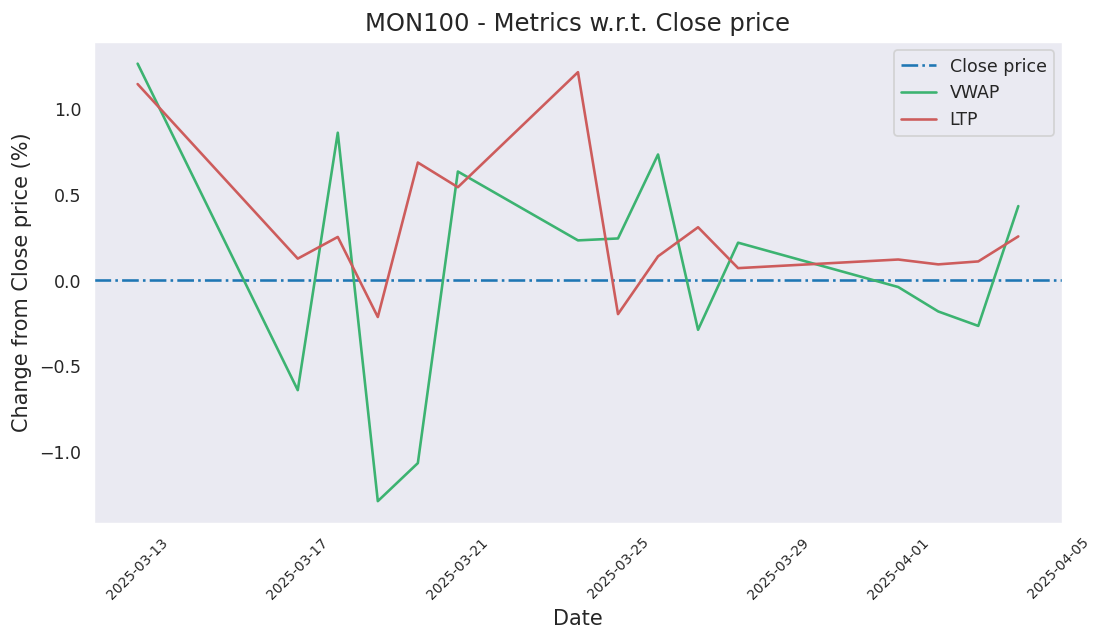 MON100 - Metrics w.r.t. Close price
Close price
VWAP
LTP
Change from Close price (%)
1.0
0.5
0.0
−0.5
−1.0
2025-03-13
2025-03-17
2025-03-21
2025-03-25
2025-03-29
2025-04-01
2025-04-05
Date